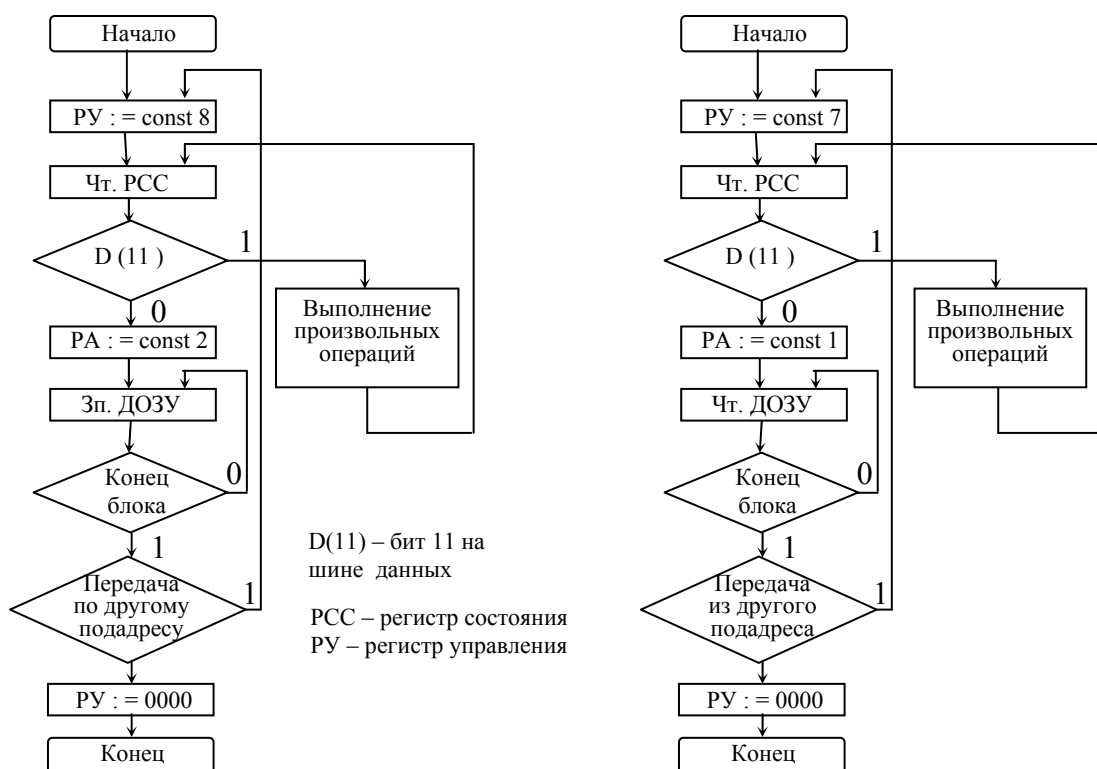 Начало
РУ : = const 8
Чт. РСС
D (11 )
1
0
Выполнение
произвольных
операций
РА : = const 2
Зп. ДОЗУ
Конец
блока
0
1
Передача
по другому
подадресу
1
РУ : = 0000
Конец
D(11) – бит 11 на
шине данных
РСС – регистр состояния
РУ – регистр управления
Начало
РУ : = const 7
Чт. РСС
D (11 )
1
0
Выполнение
произвольных
операций
РА : = const 1
Чт. ДОЗУ
Конец
блока
0
1
Передача
из другого
подадреса
1
РУ : = 0000
Конец